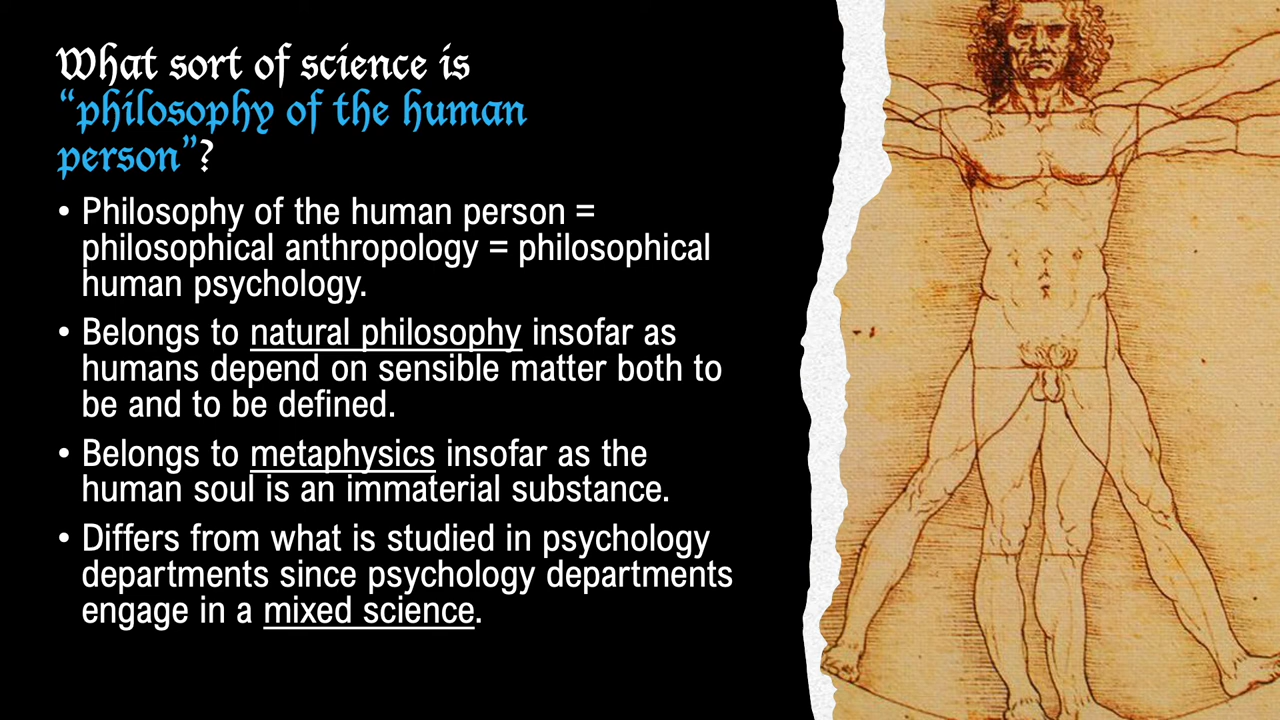 What sort of science is
“philosophy of the human
person”?
• Philosophy of the human person =
philosophical anthropology = philosophical
human psychology.
• Belongs to natural philosophy insofar as
humans depend on sensible matter both to
be and to be defined.
• Belongs to metaphysics insofar as the
human soul is an immaterial substance.
• Differs from what is studied in psychology
departments since psychology departments
engage in a mixed science.